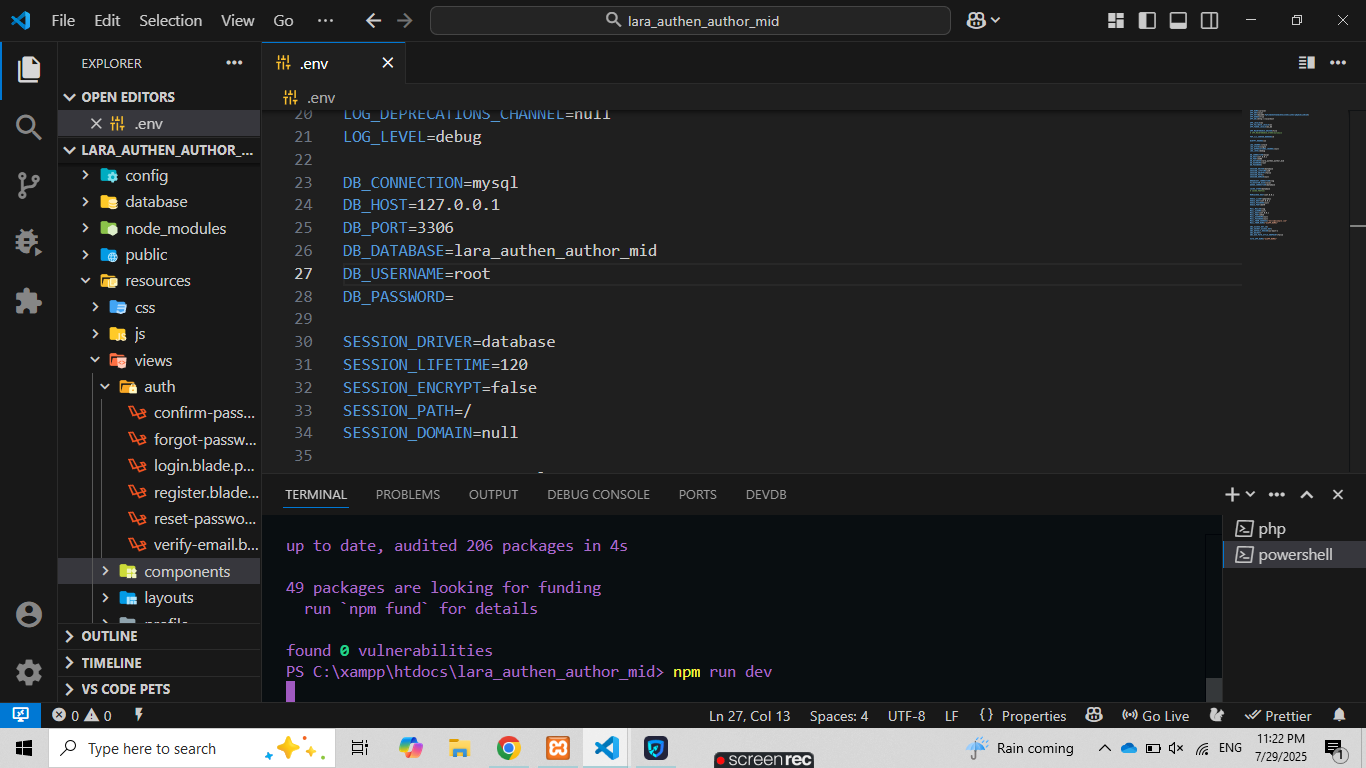 File Edit Selection View Go ··· lara_authen_author_mid
EXPLORER ···
OPEN EDITORS
.env
LARA_AUTHEN_AUTHOR_...
config
database
node_modules
public
resources
css
js
views
auth
confirm-pass...
forgot-passw...
login.blade.p...
register.blade...
reset-passwo...
verify-email.b...
components
layouts
profile
OUTLINE
TIMELINE
VS CODE PETS
.env
.env
20 LOG_DEPRECATIONS_CHANNEL=null
21 LOG_LEVEL=debug
22
23 DB_CONNECTION=mysql
24 DB_HOST=127.0.0.1
25 DB_PORT=3306
26 DB_DATABASE=lara_authen_author_mid
27 DB_USERNAME=root
28 DB_PASSWORD=
29
30 SESSION_DRIVER=database
31 SESSION_LIFETIME=120
32 SESSION_ENCRYPT=false
33 SESSION_PATH=/
34 SESSION_DOMAIN=null
35
TERMINAL PROBLEMS OUTPUT DEBUG CONSOLE PORTS DEVDB
up to date, audited 206 packages in 4s
49 packages are looking for funding
run `npm fund` for details
found 0 vulnerabilities
PS C:\xampp\htdocs\lara_authen_author_mid> npm run dev
php
powershell
0 0 Ln 27, Col 13 Spaces: 4 UTF-8 LF {} Properties Go Live Prettier
Type here to search
screenrec
Rain coming
ENG
11:22 PM
7/29/2025
1